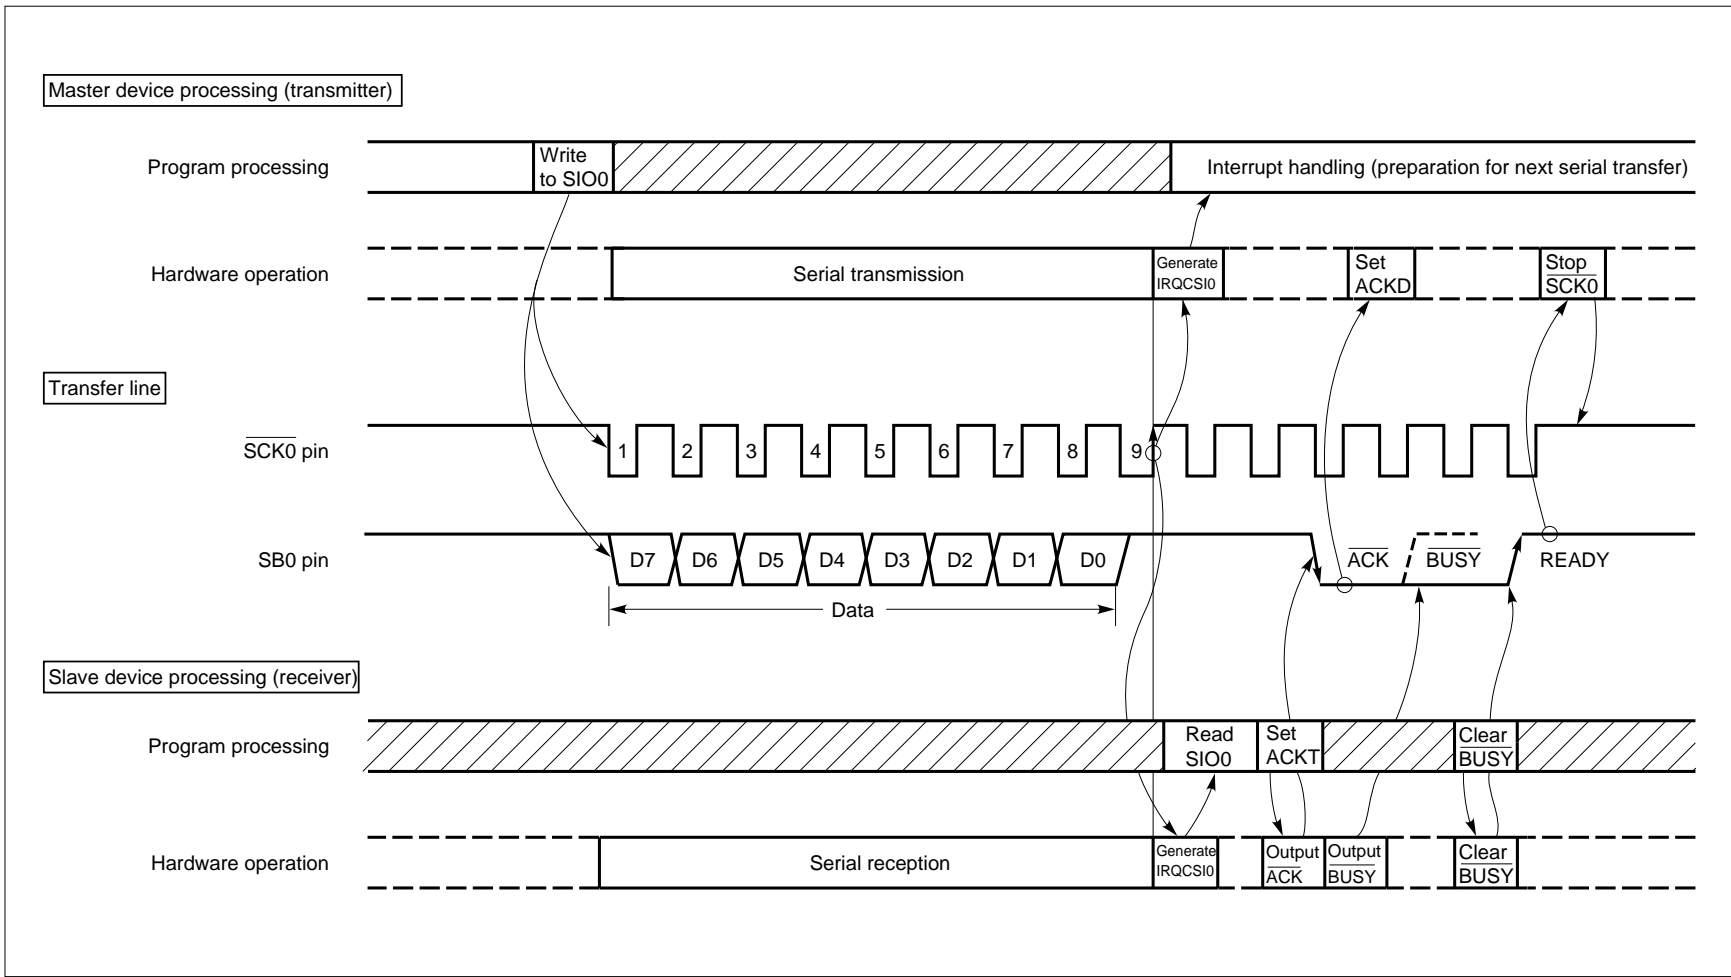 Master device processing (transmitter)
Program processing
Write
to SIO0
Interrupt handling (preparation for next serial transfer)
Hardware operation
Serial transmission
Generate
IRQCSI0
Set
ACKD
Stop
SCK0
Transfer line
SCK0 pin
1 2 3 4 5 6 7 8 9
SB0 pin
D7 D6 D5 D4 D3 D2 D1 D0
ACK
BUSY
READY
Data
Slave device processing (receiver)
Program processing
Read
SIO0
Set
ACKT
Clear
BUSY
Hardware operation
Serial reception
Generate
IRQCSI0
Output
ACK
Output
BUSY
Clear
BUSY